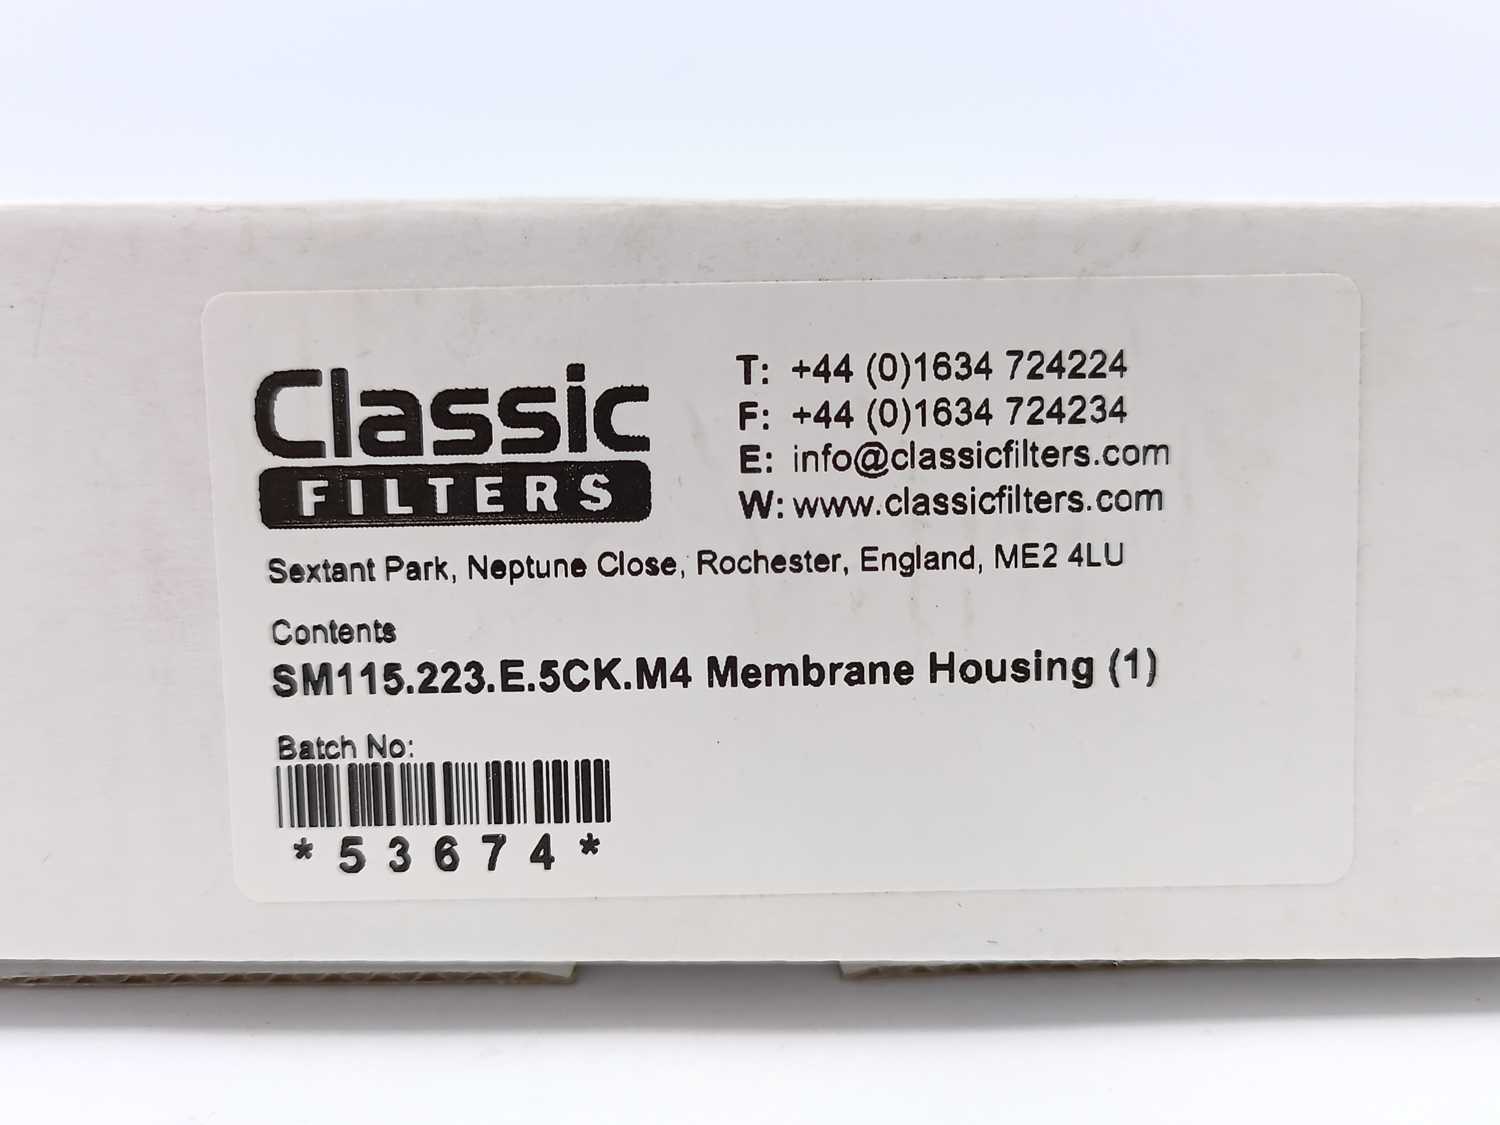 Classic
FILTERS
T: +44 (0)1634 724224
F: +44 (0)1634 724234
E: info@classicfilters.com
W: www.classicfilters.com
Sextant Park, Neptune Close, Rochester, England, ME2 4LU
Contents
SM115.223.E.5CK.M4 Membrane Housing (1)
Batch No:
*53674*